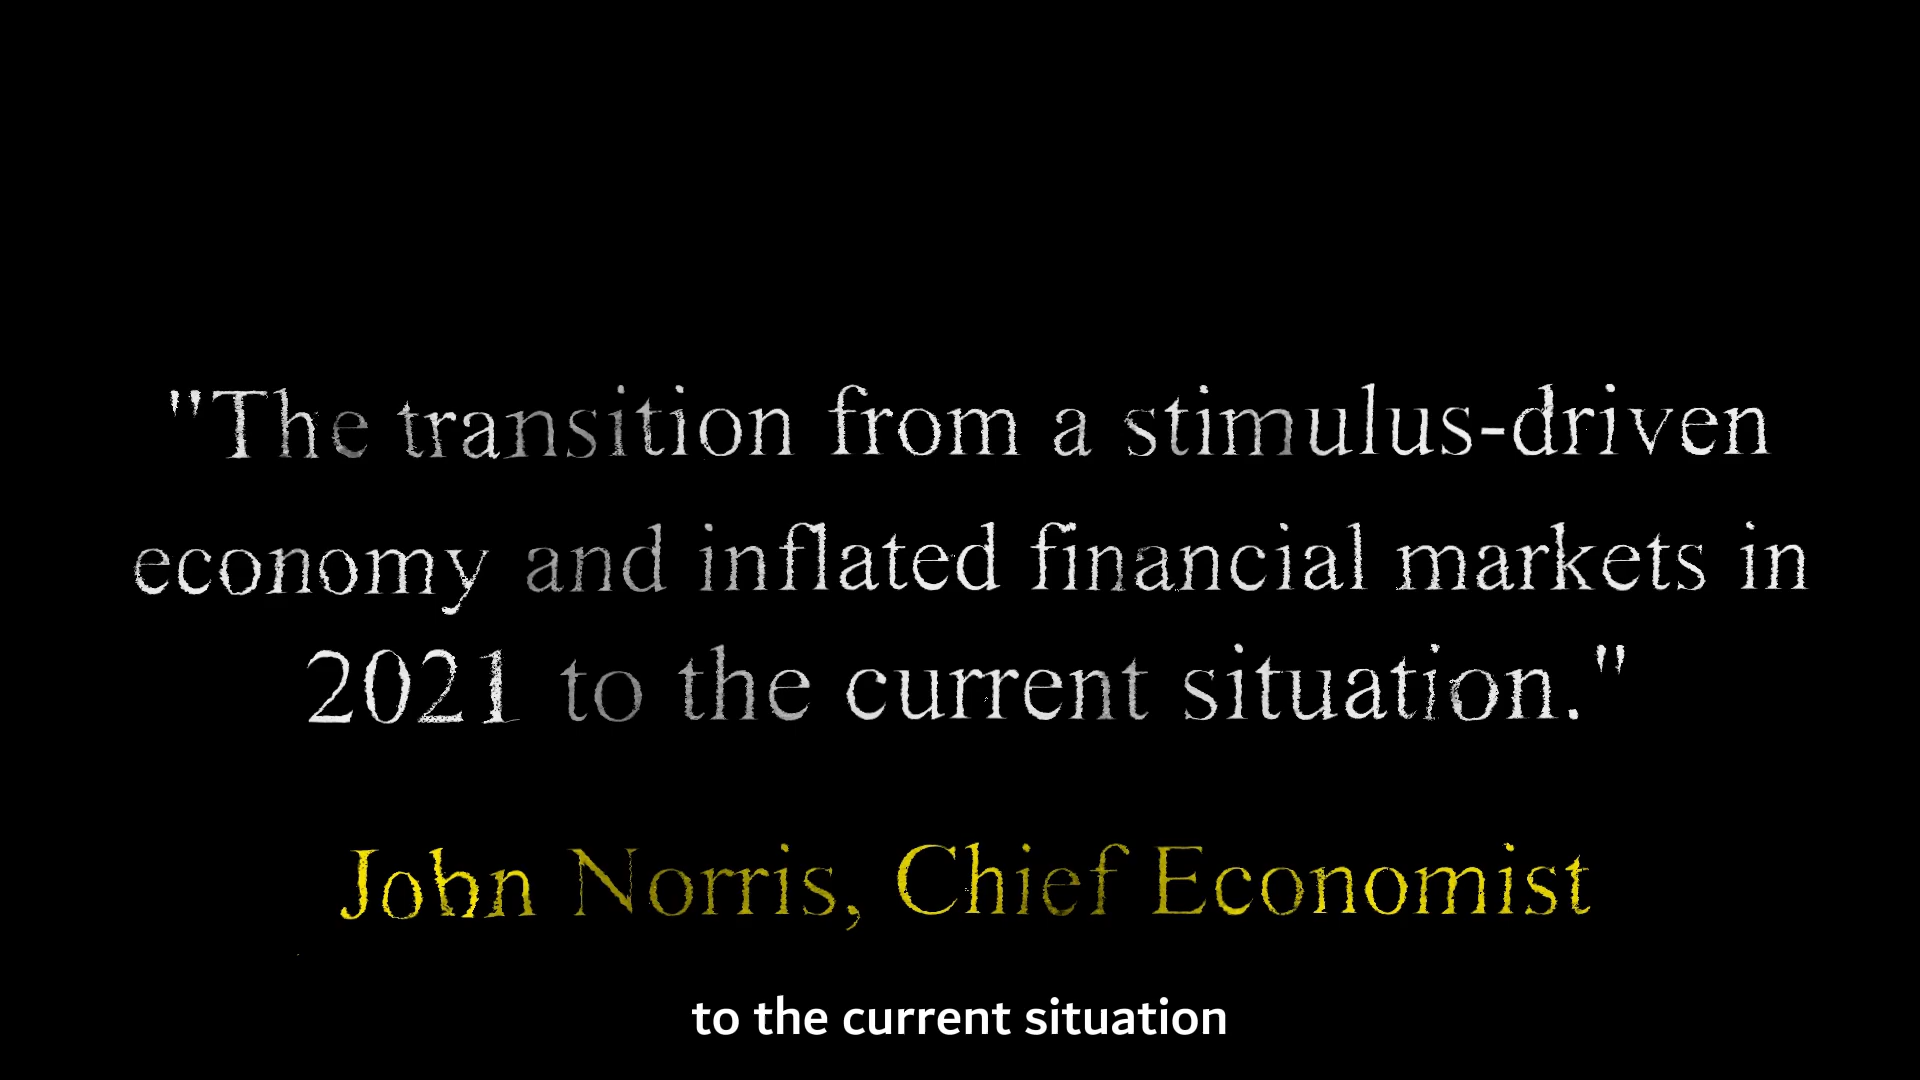 "The transition from a stimulus-driven
economy and inflated financial markets in
2021 to the current situation."
John Norris, Chief Economist
to the current situation